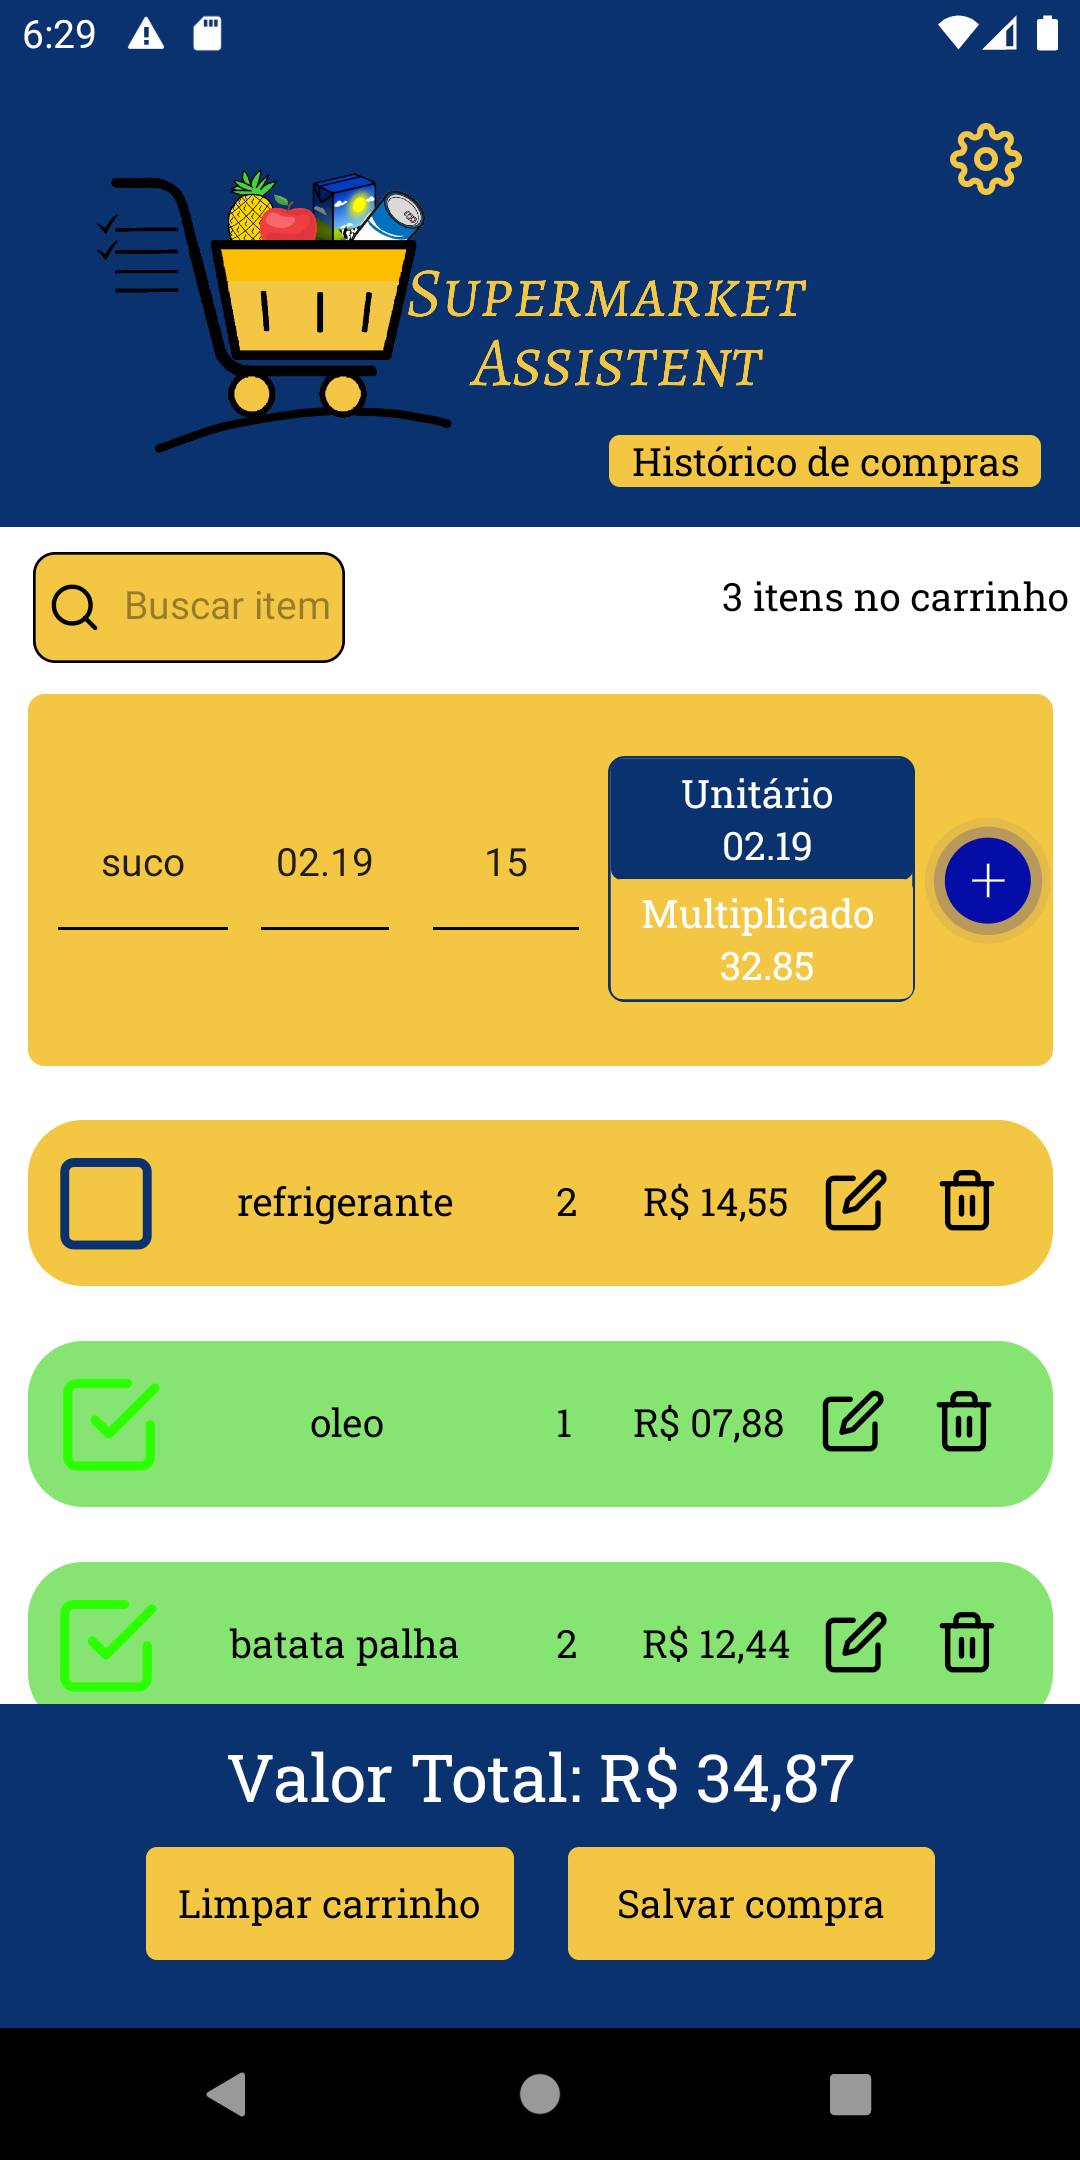 6:29
SUPERMARKET
ASSISTENT
Histórico de compras
Buscar item
3 itens no carrinho
suco 02.19 15
Unitário
02.19
Multiplicado
32.85
refrigerante 2 R$ 14,55
oleo 1 R$ 07,88
batata palha 2 R$ 12,44
Valor Total: R$ 34,87
Limpar carrinho Salvar compra